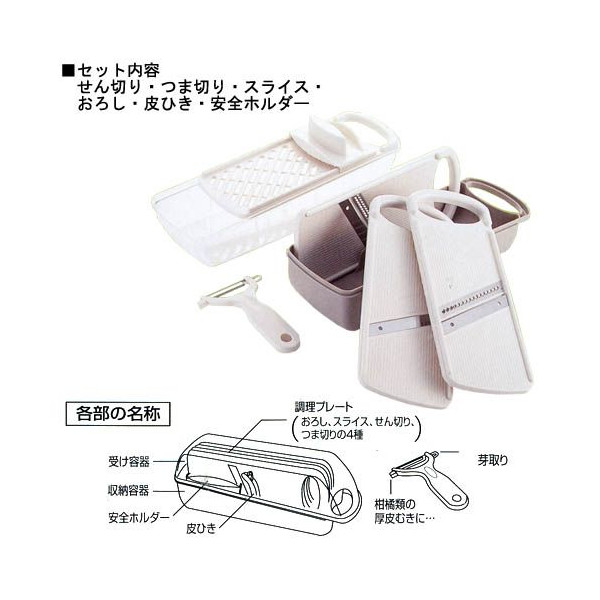 ■セット内容
せん切り・つま切り・スライス・
おろし・皮ひき・安全ホルダー
各部の名称
調理プレート
(おろし、スライス、せん切り、
つま切りの4種)
受け容器
収納容器
安全ホルダー
皮ひき
芽取り
柑橘類の
厚皮むきに…